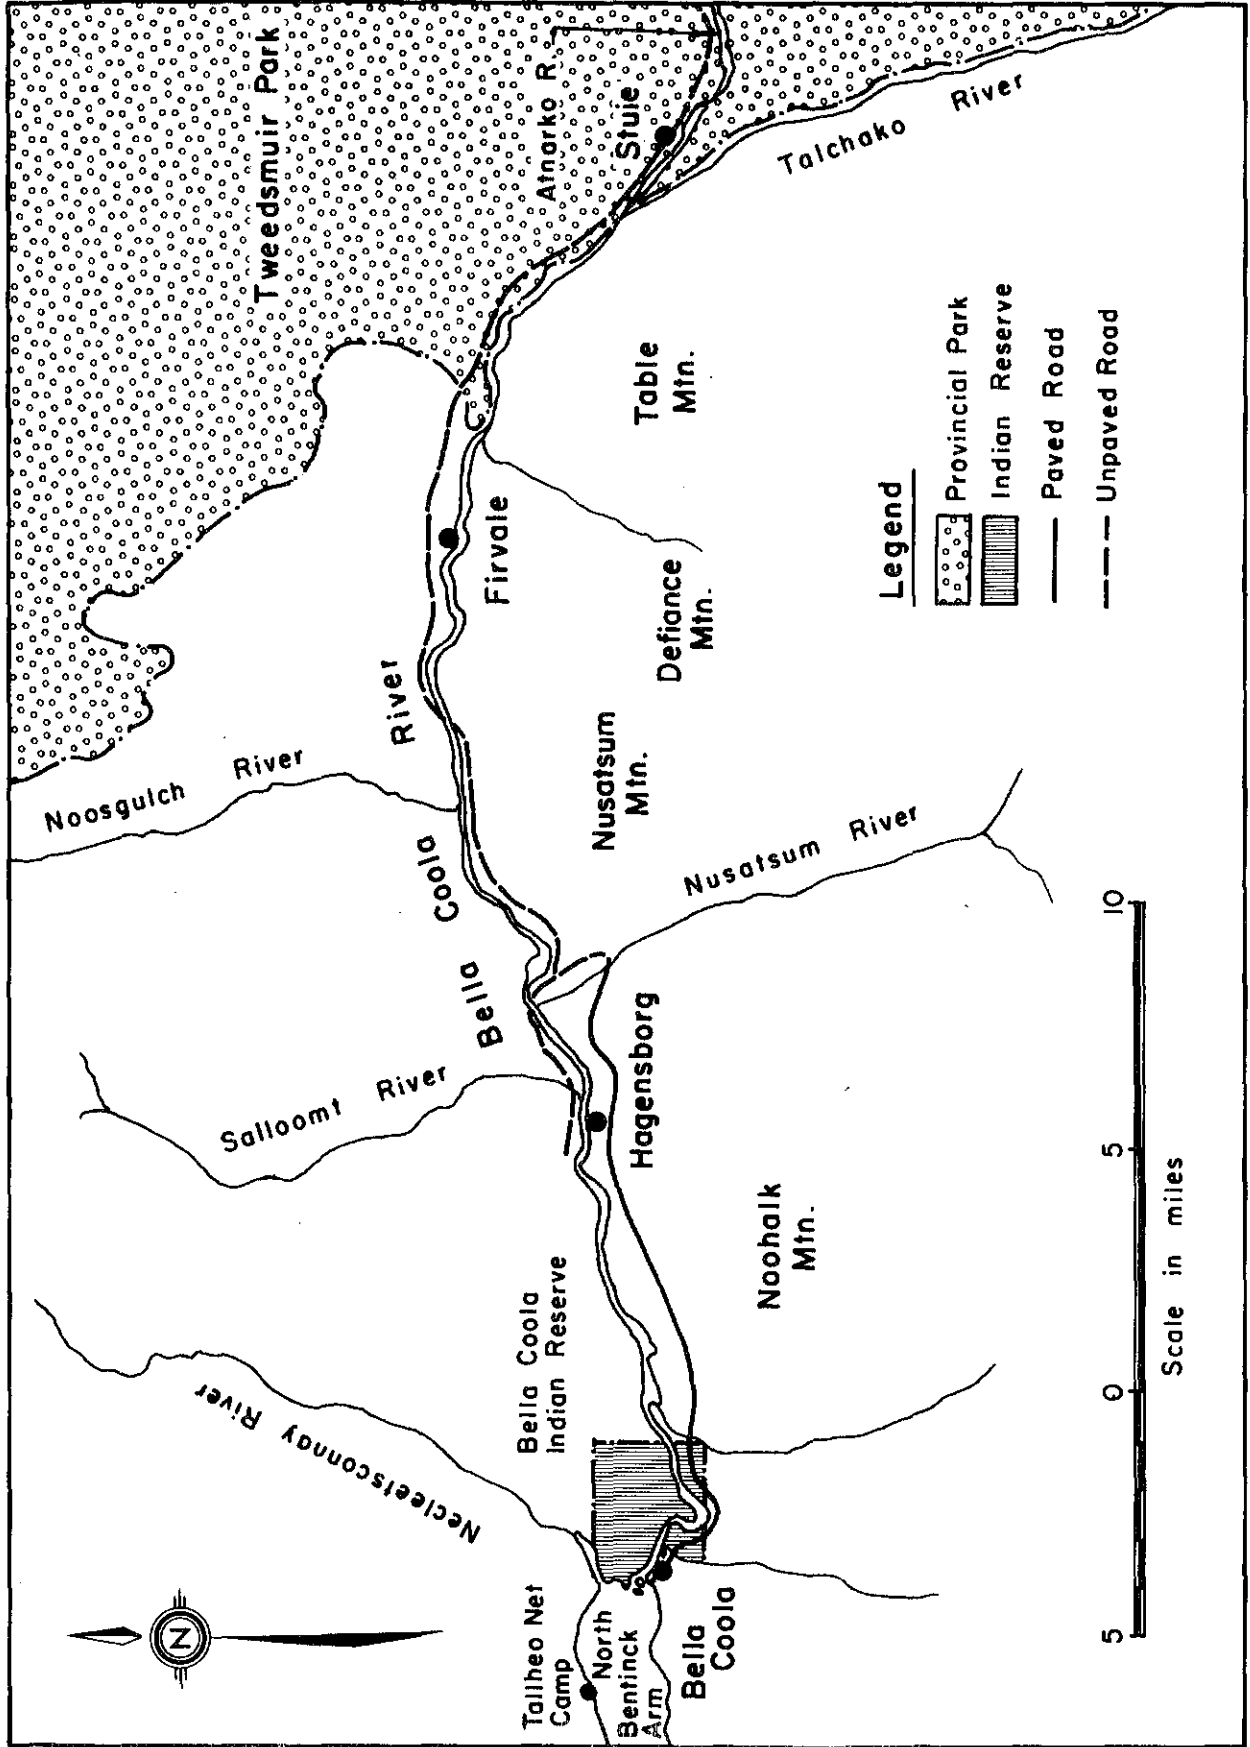 Tweedsmuir Park
Atnarko R.
Stuie
Talchako River
Noosgulch River
Bella Coola River
Firvale
Table
Mtn.
Defiance
Mtn.
Nusatsum
Mtn.
Nusatsum River
Salloomt River
Hagensborg
Noohalk
Mtn.
Necleetsconnay River
Bella Coola
Indian Reserve
Tallheo Net
Camp
North
Bentinck
Arm
Bella
Coola
N
Legend
Provincial Park
Indian Reserve
Paved Road
Unpaved Road
5 0 5 10
Scale in miles